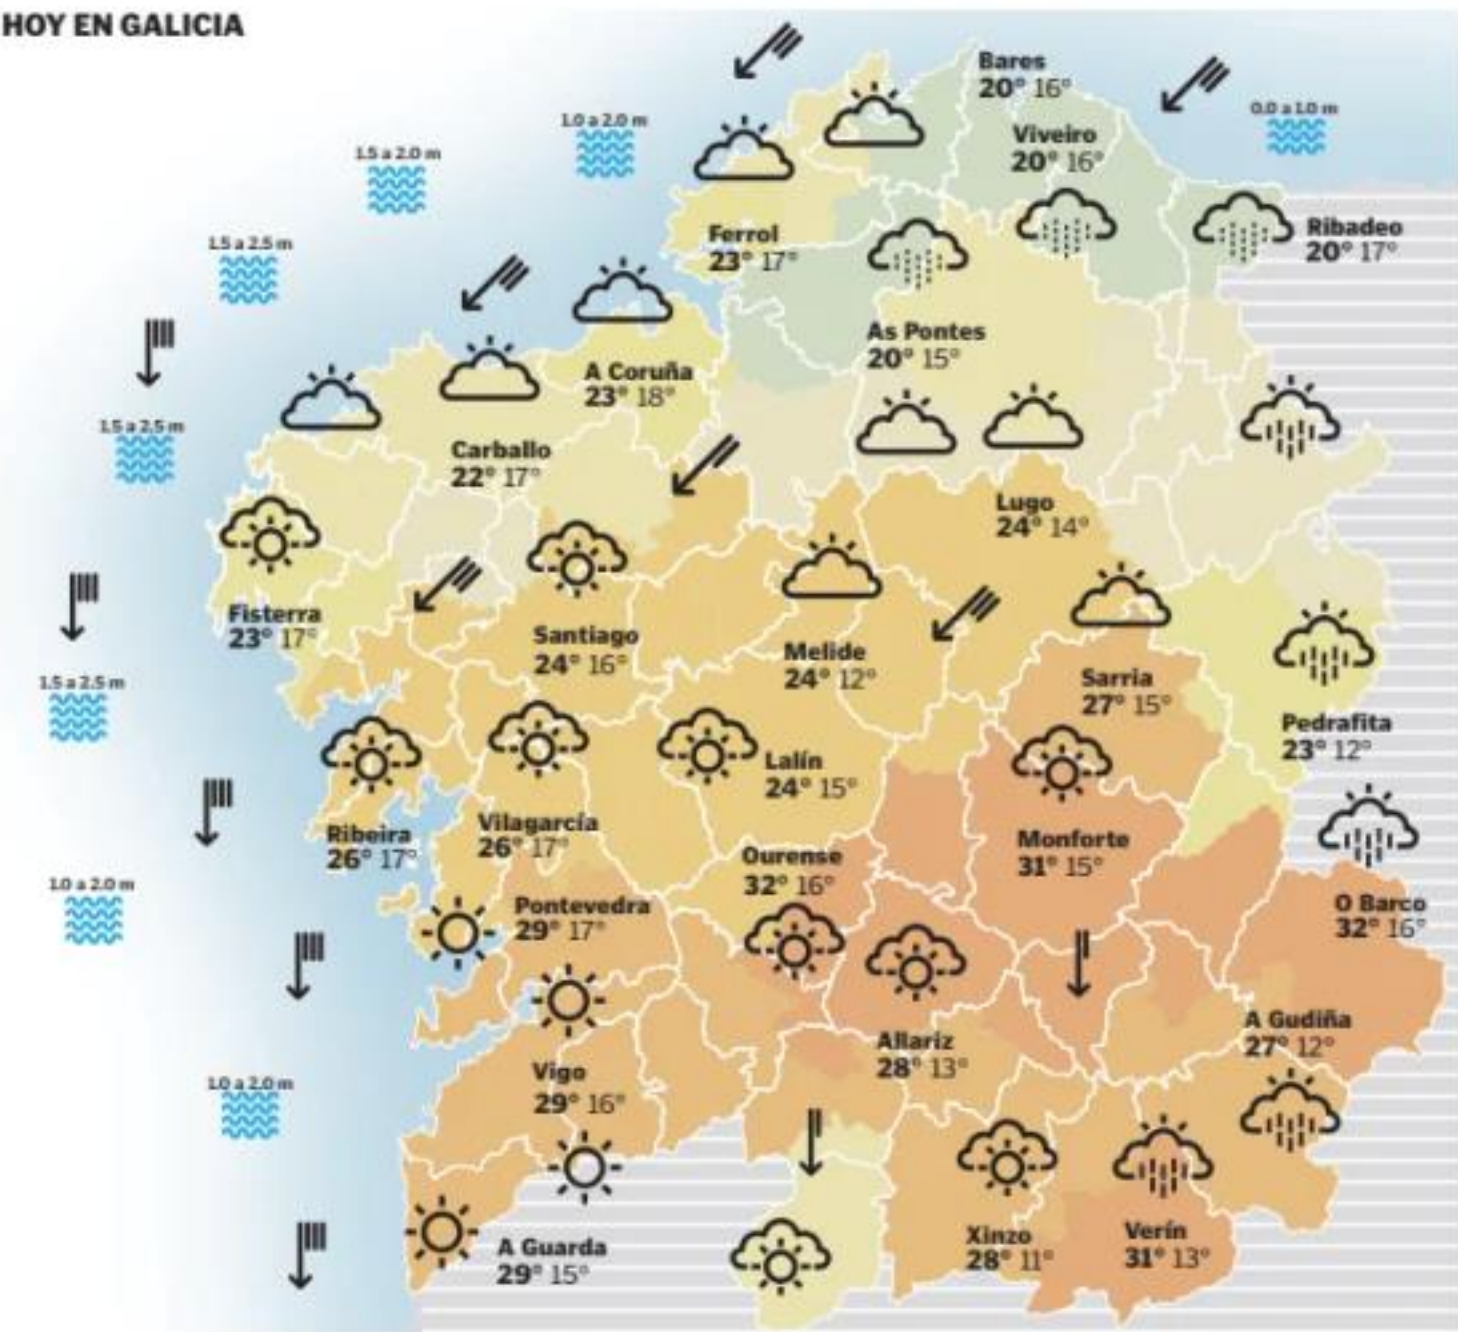 HOY EN GALICIA
Bares
20° 16°
0.0 a 1.0 m
1.0 a 2.0 m
Viveiro
20° 16°
1.5 a 2.0 m
Ribadeo
20° 17°
Ferrol
23° 17°
1.5 a 2.5 m
As Pontes
20° 15°
A Coruña
23° 18°
1.5 a 2.5 m
Carballo
22° 17°
Lugo
24° 14°
Fisterra
23° 17°
Santiago
24° 16°
Melide
24° 12°
Sarria
27° 15°
1.5 a 2.5 m
Pedrafita
23° 12°
Lalín
24° 15°
Ribeira
26° 17°
Vilagarcía
26° 17°
Monforte
31° 15°
Ourense
32° 16°
1.0 a 2.0 m
Pontevedra
29° 17°
O Barco
32° 16°
A Gudiña
27° 12°
Allariz
28° 13°
Vigo
29° 16°
1.0 a 2.0 m
Xinzo
28° 11°
Verín
31° 13°
A Guarda
29° 15°